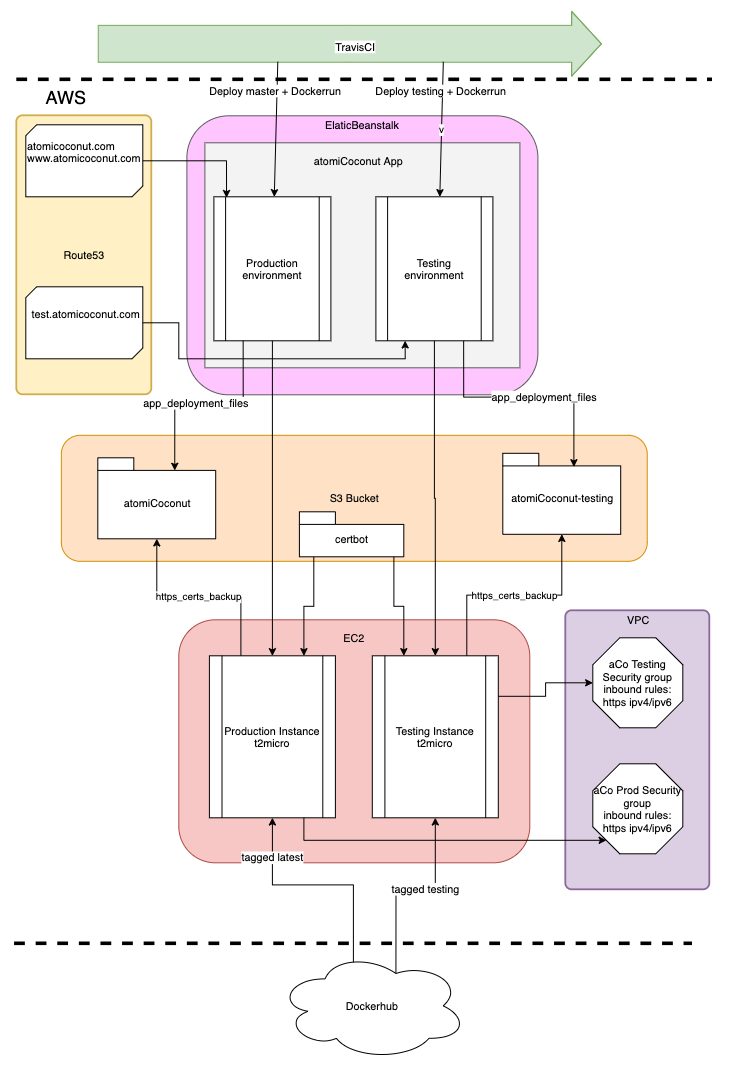 TravisCI
AWS
Deploy master + Dockerrun
Deploy testing + Dockerrun
ElaticBeanstalk
v
atomicoconut.com
www.atomicoconut.com
atomiCoconut App
Route53
Production
environment
Testing
environment
test.atomicoconut.com
app_deployment_files
app_deployment_files
S3 Bucket
atomiCoconut
atomiCoconut-testing
certbot
https_certs_backup
https_certs_backup
EC2
VPC
aCo Testing
Security group
inbound rules:
https ipv4/ipv6
Production Instance
t2micro
Testing Instance
t2micro
aCo Prod Security
group
inbound rules:
https ipv4/ipv6
tagged latest
tagged testing
Dockerhub